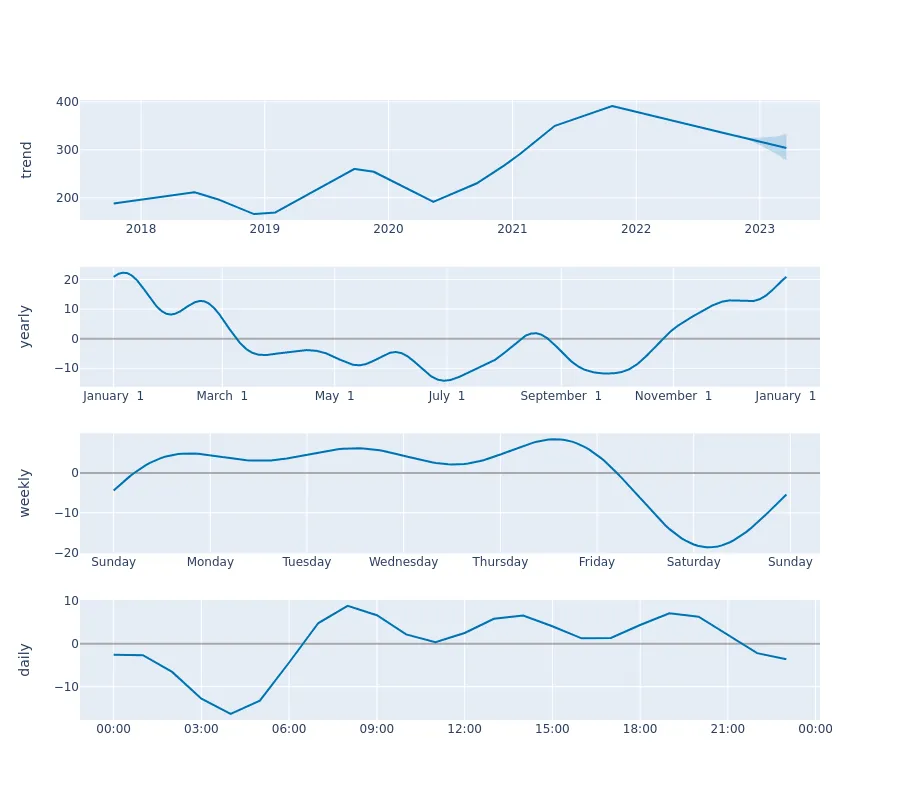 trend
400
300
200
2018 2019 2020 2021 2022 2023
yearly
20
10
0
−10
January 1 March 1 May 1 July 1 September 1 November 1 January 1
weekly
0
−10
−20
Sunday Monday Tuesday Wednesday Thursday Friday Saturday Sunday
daily
10
0
−10
00:00 03:00 06:00 09:00 12:00 15:00 18:00 21:00 00:00